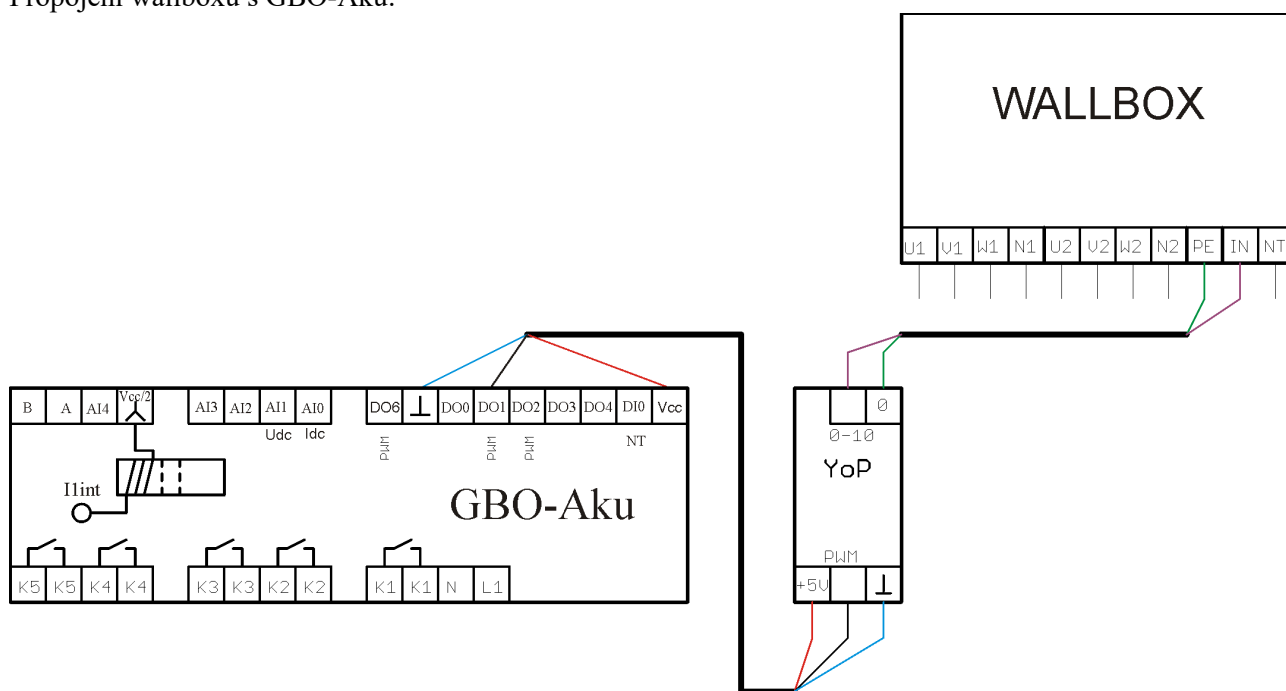 Propojení wallboxu s GBO-Aku:
WALLBOX
U1 V1 W1 N1 U2 V2 W2 N2 PE IN NT
B A AI4 Vcc/2 AI3 AI2 AI1 AI0 DO6 ⊥ DO0 DO1 DO2 DO3 DO4 DI0 Vcc
Udc Idc PWM PWM PWM NT
I1int
GBO-Aku
K5 K5 K4 K4 K3 K3 K2 K2 K1 K1 N L1
0
0-10
YoP
PWM
+5V ⊥